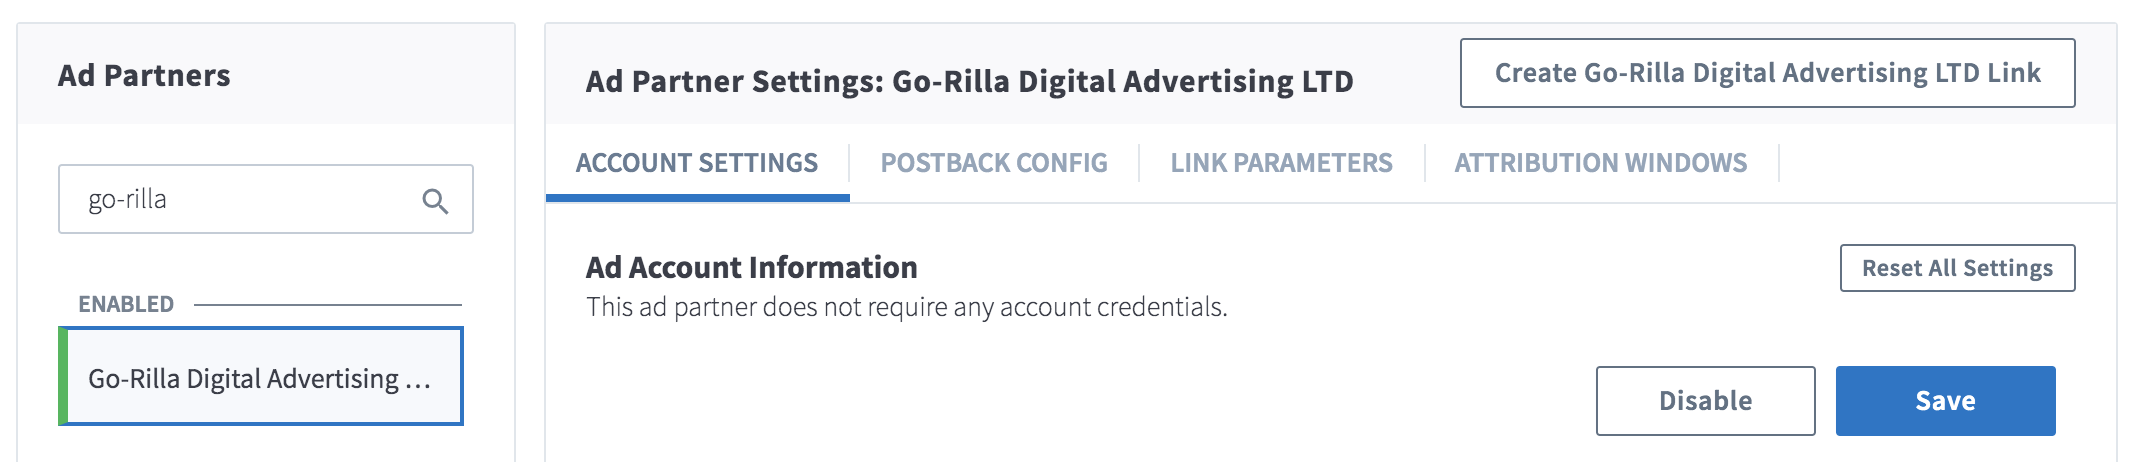 Ad Partners
go-rilla
ENABLED
Go-Rilla Digital Advertising ...
Ad Partner Settings: Go-Rilla Digital Advertising LTD
Create Go-Rilla Digital Advertising LTD Link
ACCOUNT SETTINGS
POSTBACK CONFIG
LINK PARAMETERS
ATTRIBUTION WINDOWS
Ad Account Information
Reset All Settings
This ad partner does not require any account credentials.
Disable
Save